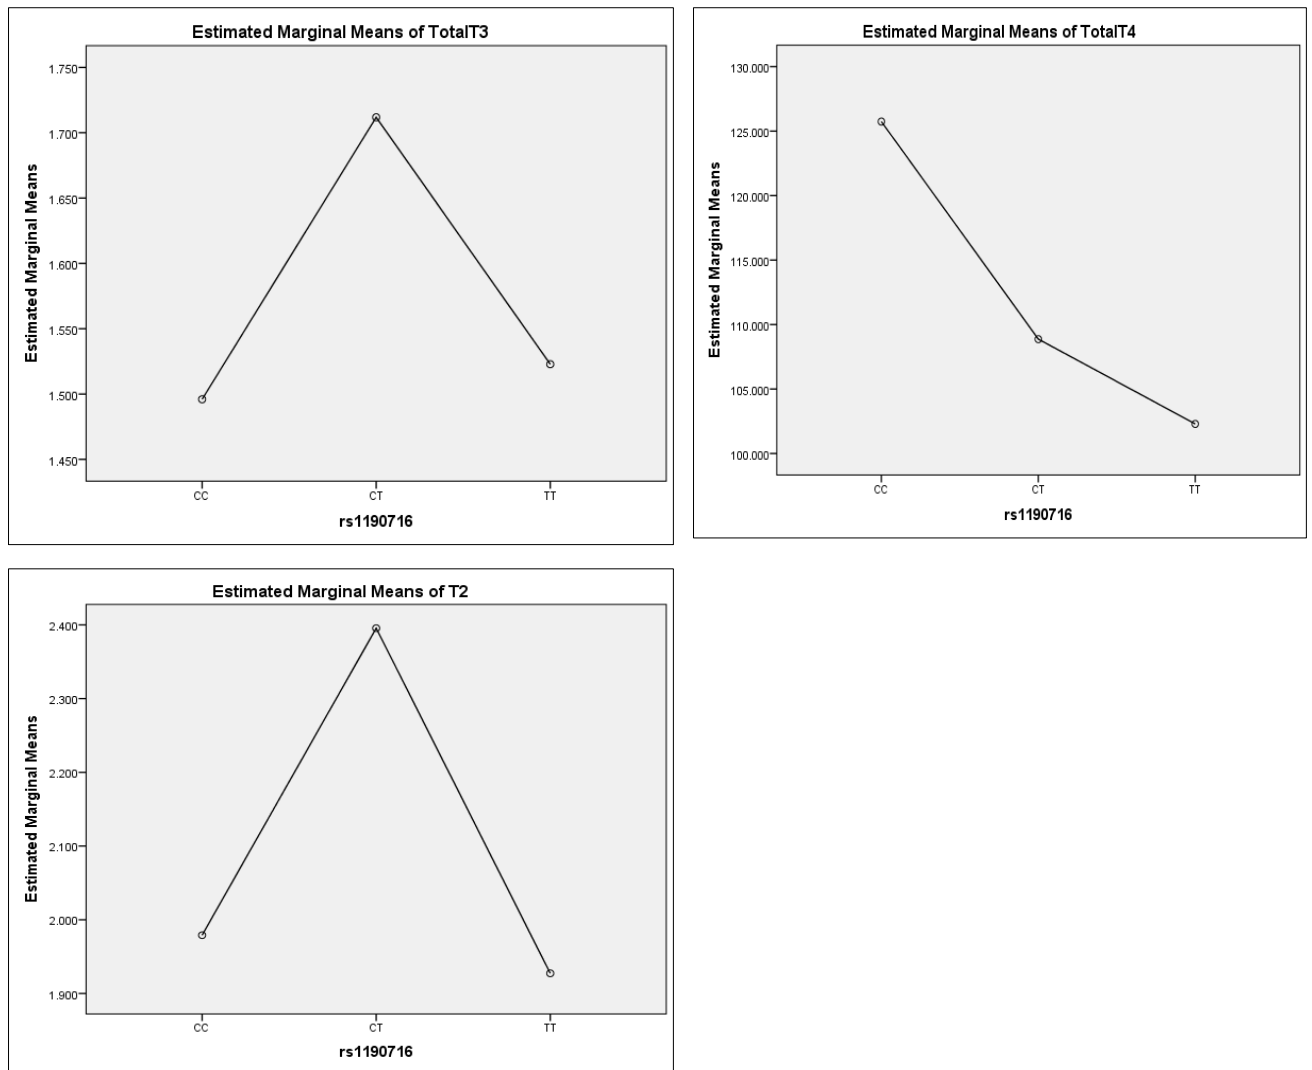 Estimated Marginal Means of TotalT3
Estimated Marginal Means
1.750
1.700
1.650
1.600
1.550
1.500
1.450
CC CT TT
rs1190716
Estimated Marginal Means of TotalT4
Estimated Marginal Means
130.000
125.000
120.000
115.000
110.000
105.000
100.000
CC CT TT
rs1190716
Estimated Marginal Means of T2
Estimated Marginal Means
2.400
2.300
2.200
2.100
2.000
1.900
CC CT TT
rs1190716